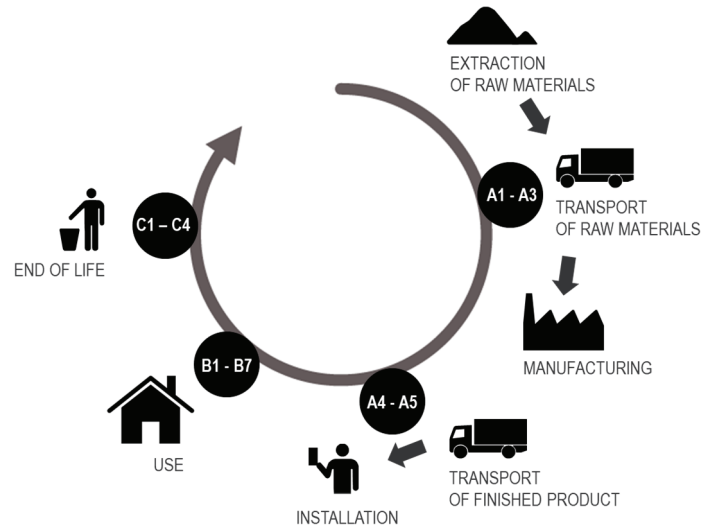 EXTRACTION
OF RAW MATERIALS
A1 - A3
TRANSPORT
OF RAW MATERIALS
MANUFACTURING
A4 - A5
TRANSPORT
OF FINISHED PRODUCT
INSTALLATION
B1 - B7
USE
C1 – C4
END OF LIFE